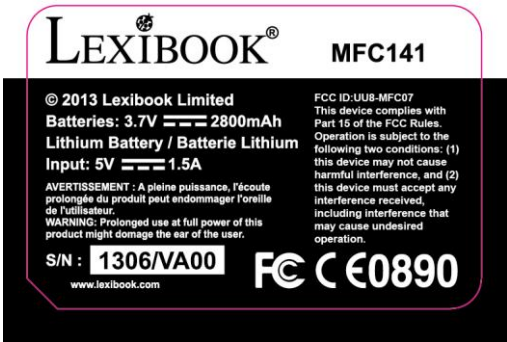 LEXIBOOK®
MFC141
© 2013 Lexibook Limited
Batteries: 3.7V 2800mAh
Lithium Battery / Batterie Lithium
Input: 5V 1.5A
AVERTISSEMENT : A pleine puissance, l'écoute
prolongée du produit peut endommager l'oreille
de l'utilisateur.
WARNING: Prolonged use at full power of this
product might domage the ear of the user.
S/N : 1306/VA00
www.lexibook.com
FCC ID:UU8-MFC07
This device complies with
Part 15 of the FCC Rules.
Operation is subject to the
following two conditions: (1)
this device may not cause
harmful interference, and (2)
this device must accept any
interference received,
including interference that
may cause undesired
operation.
FC CE0890